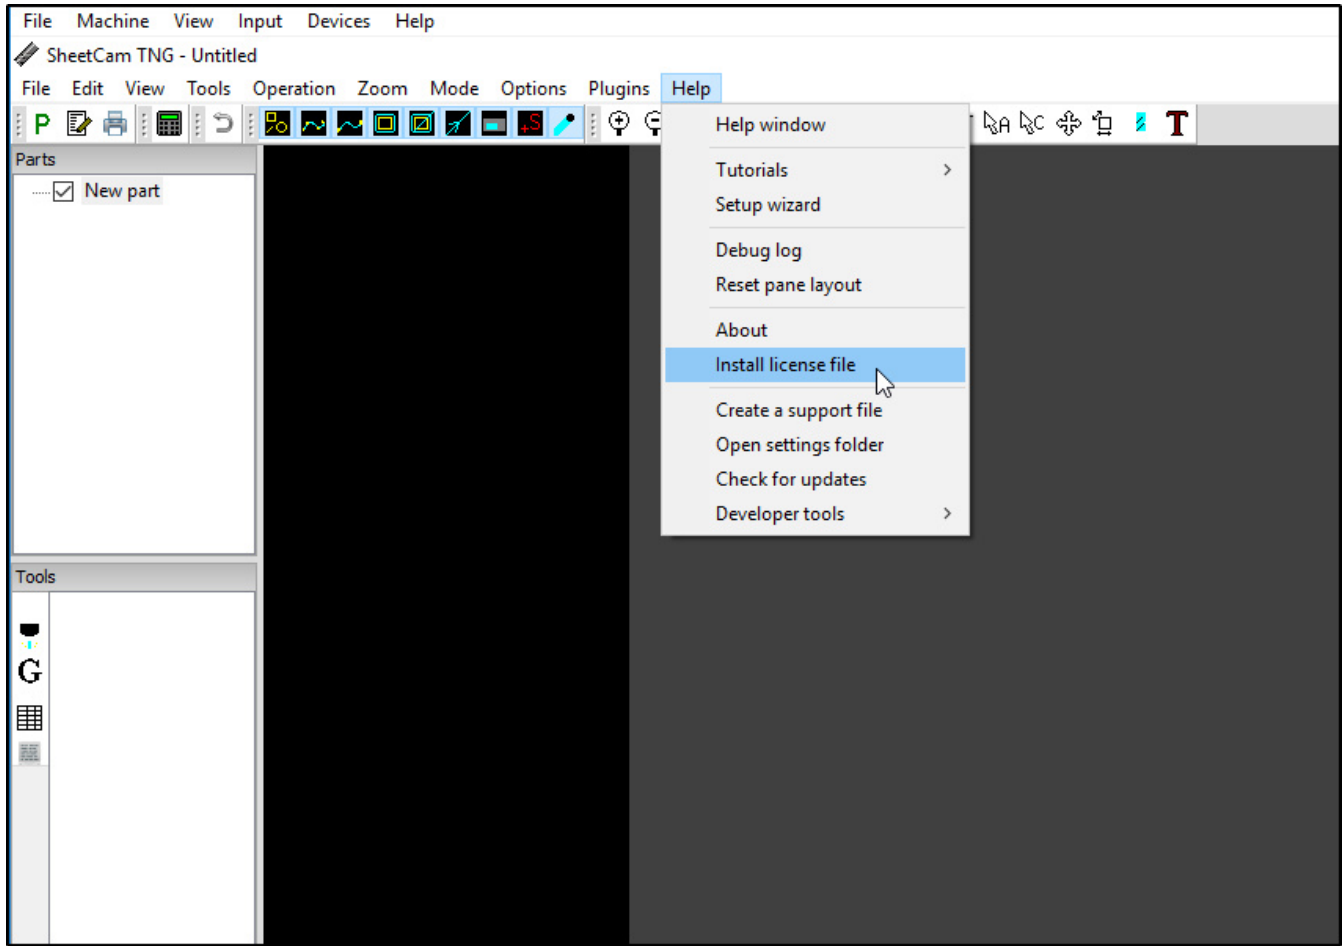 File Machine View Input Devices Help
SheetCam TNG - Untitled
File Edit View Tools Operation Zoom Mode Options Plugins Help
P +S A C T
Parts
New part
Help window
Tutorials
Setup wizard
Debug log
Reset pane layout
About
Install license file
Create a support file
Open settings folder
Check for updates
Developer tools
Tools
G